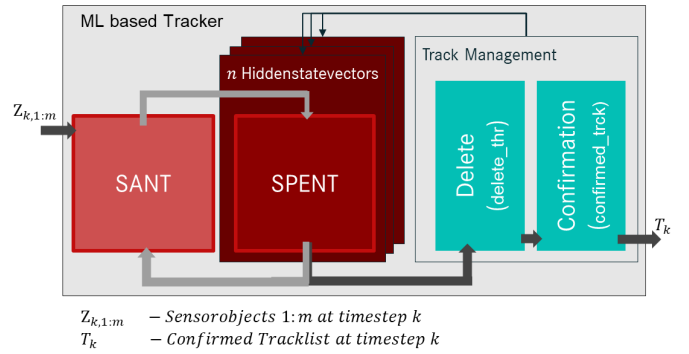 ML based Tracker
Track Management
n Hiddenstatevectors
Z_{k,1:m}
SANT
SPENT
Delete
(delete_thr)
Confirmation
(confirmed_trck)
T_k
Z_{k,1:m} – Sensorobjects 1:m at timestep k
T_k – Confirmed Tracklist at timestep k